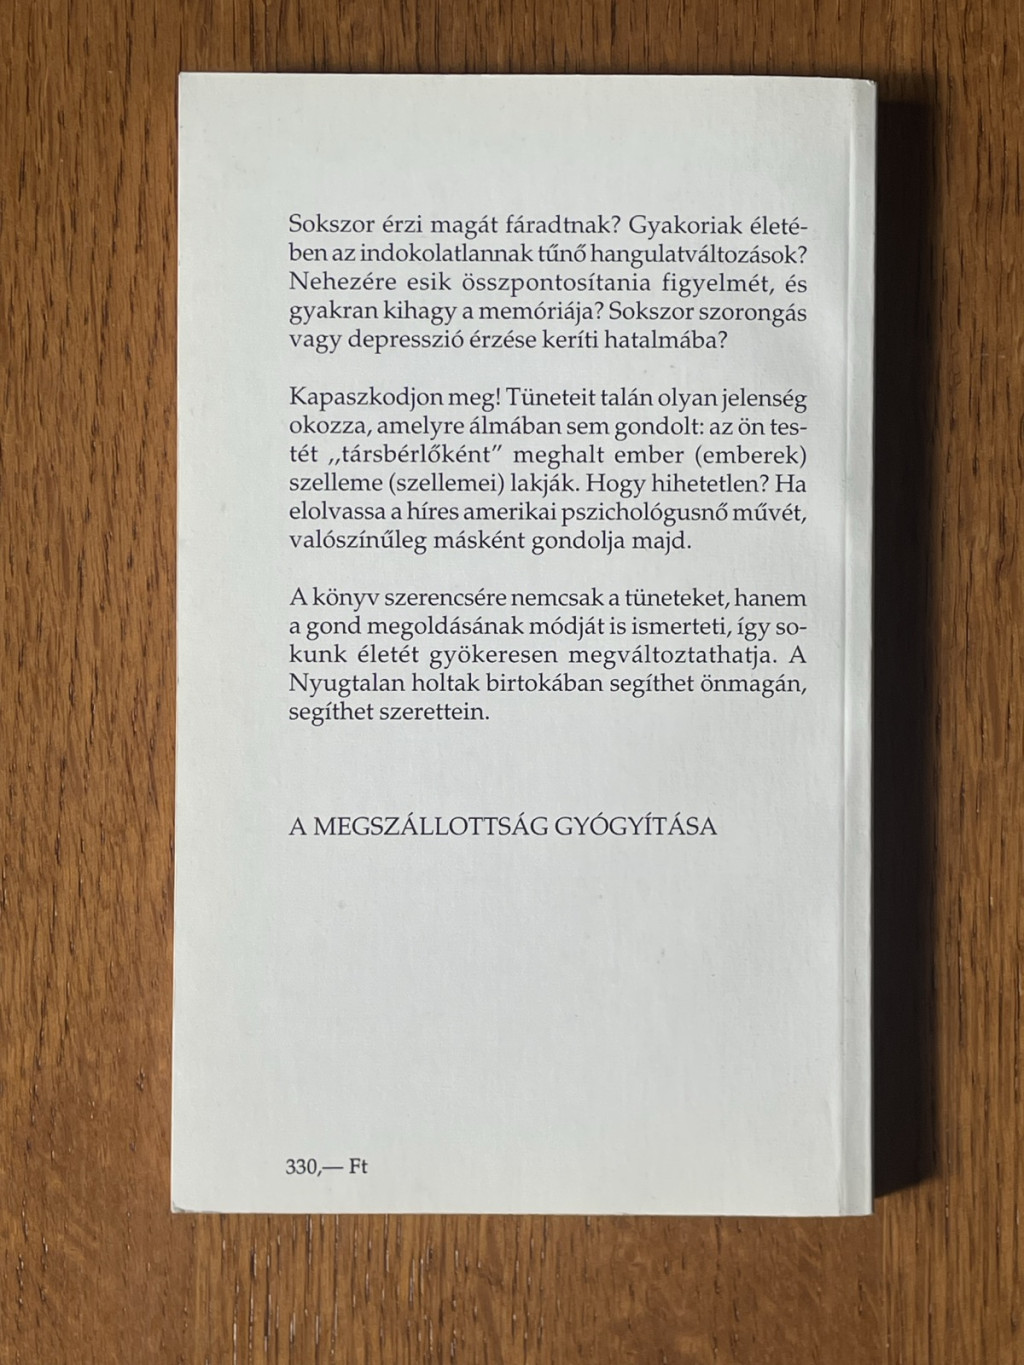 Sokszor érzi magát fáradtnak? Gyakoriak életé-
ben az indokolatlannak tűnő hangulatváltozások?
Nehezére esik összpontosítania figyelmét, és
gyakran kihagy a memóriája? Sokszor szorongás
vagy depresszió érzése keríti hatalmába?
Kapaszkodjon meg! Tüneteit talán olyan jelenség
okozza, amelyre álmában sem gondolt: az ön tes-
tét ,,társbérlőként" meghalt ember (emberek)
szelleme (szellemei) lakják. Hogy hihetetlen? Ha
elolvassa a híres amerikai pszichológusnő művét,
valószínűleg másként gondolja majd.
A könyv szerencsére nemcsak a tüneteket, hanem
a gond megoldásának módját is ismerteti, így so-
kunk életét gyökeresen megváltoztathatja. A
Nyugtalan holtak birtokában segíthet önmagán,
segíthet szerettein.
A MEGSZÁLLOTTSÁG GYÓGYÍTÁSA
330,— Ft